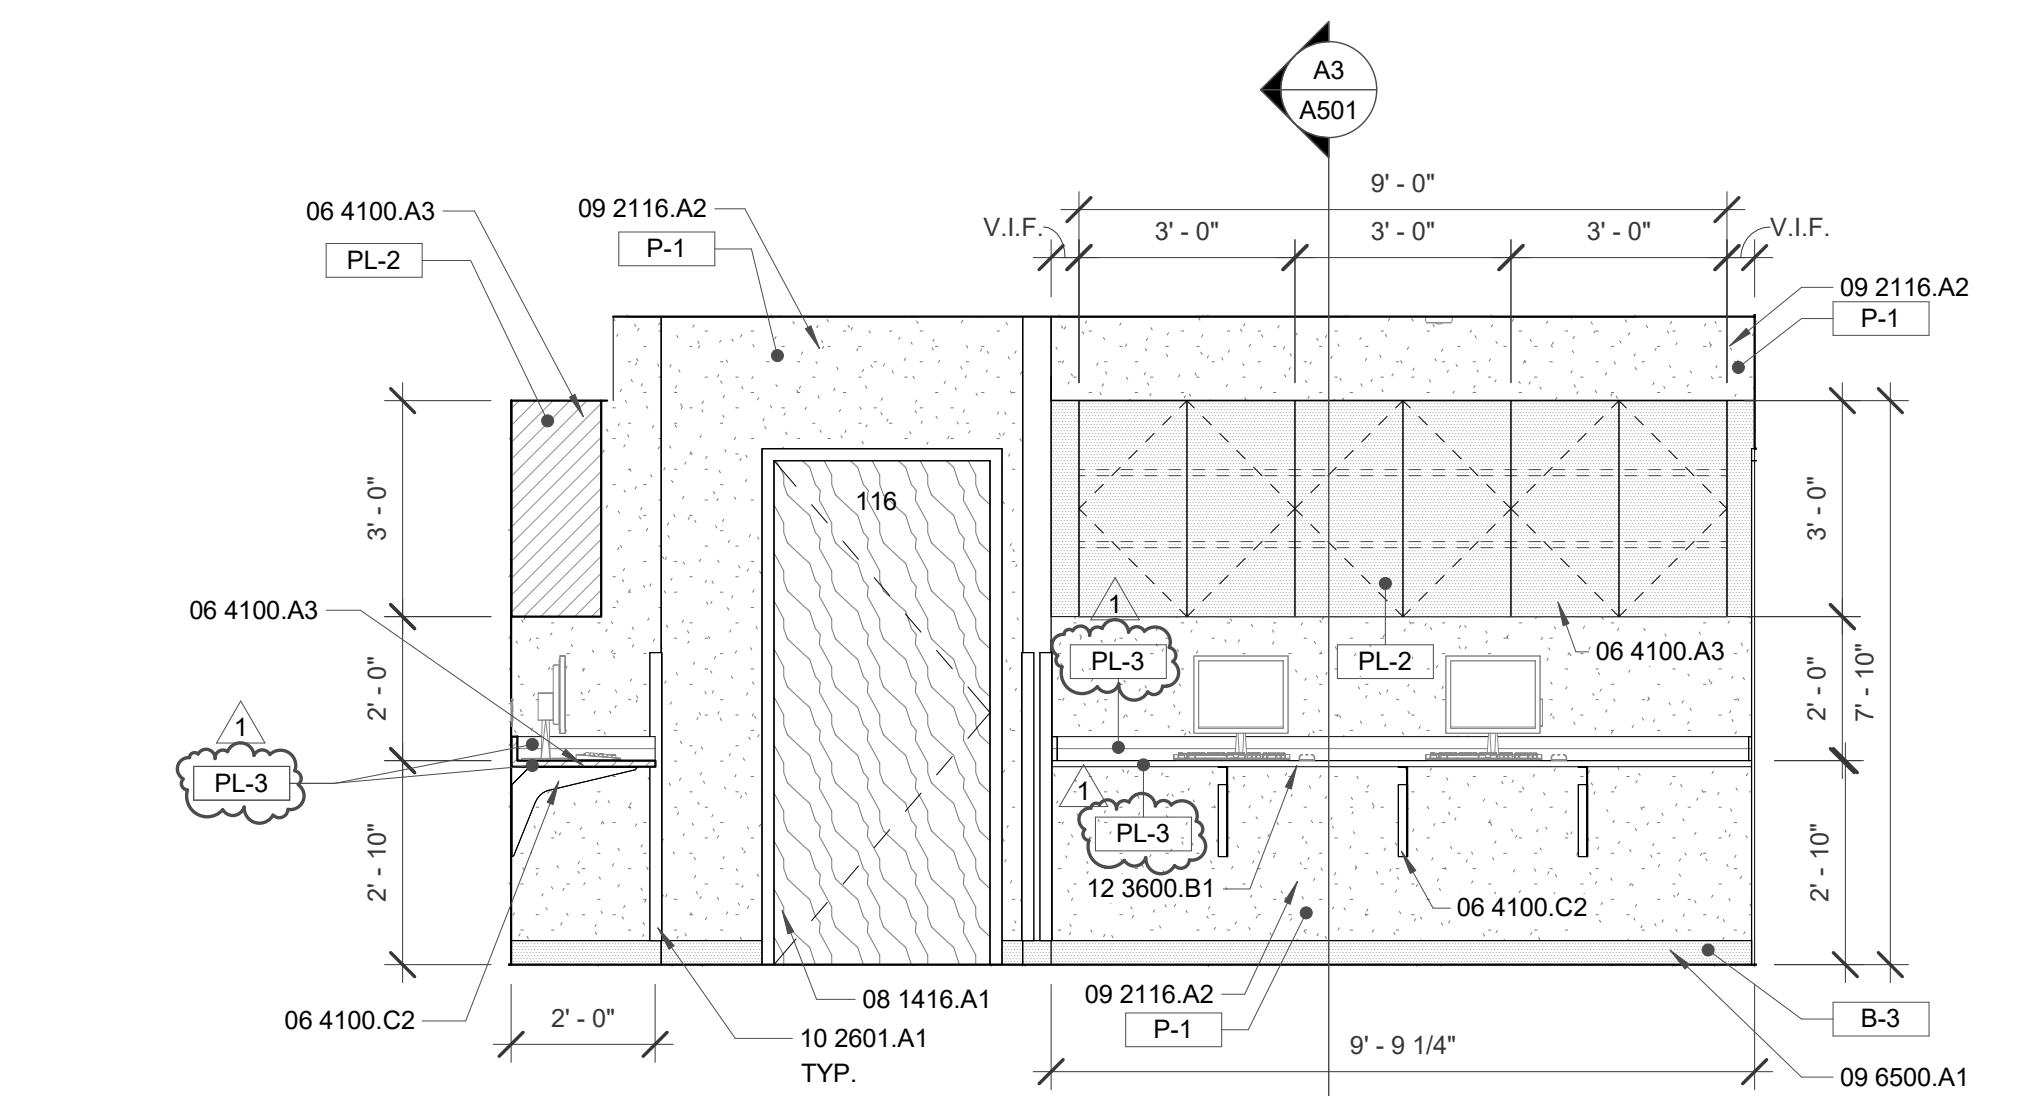 A3
A501
9' - 0"
V.I.F.
3' - 0"
3' - 0"
3' - 0"
V.I.F.
06 4100.A3
PL-2
09 2116.A2
P-1
09 2116.A2
P-1
116
3' - 0"
3' - 0"
06 4100.A3
1
PL-3
PL-2
06 4100.A3
2' - 0"
2' - 0"
7' - 10"
1
PL-3
1
PL-3
12 3600.B1
06 4100.C2
2' - 10"
2' - 10"
06 4100.C2
2' - 0"
08 1416.A1
10 2601.A1
TYP.
09 2116.A2
P-1
9' - 9 1/4"
B-3
09 6500.A1